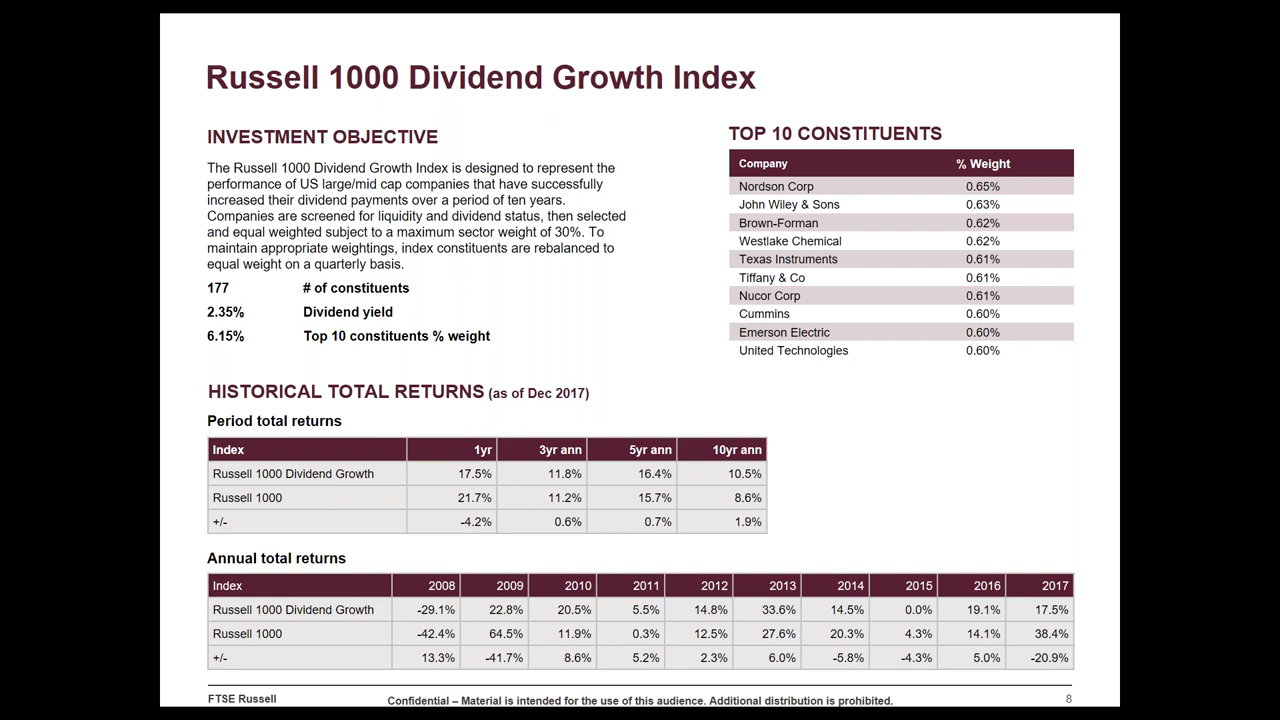 Russell 1000 Dividend Growth Index
INVESTMENT OBJECTIVE
The Russell 1000 Dividend Growth Index is designed to represent the
performance of US large/mid cap companies that have successfully
increased their dividend payments over a period of ten years.
Companies are screened for liquidity and dividend status, then selected
and equal weighted subject to a maximum sector weight of 30%. To
maintain appropriate weightings, index constituents are rebalanced to
equal weight on a quarterly basis.
177 # of constituents
2.35% Dividend yield
6.15% Top 10 constituents % weight
TOP 10 CONSTITUENTS
Company % Weight
Nordson Corp 0.65%
John Wiley & Sons 0.63%
Brown-Forman 0.62%
Westlake Chemical 0.62%
Texas Instruments 0.61%
Tiffany & Co 0.61%
Nucor Corp 0.61%
Cummins 0.60%
Emerson Electric 0.60%
United Technologies 0.60%
HISTORICAL TOTAL RETURNS (as of Dec 2017)
Period total returns
Index 1yr 3yr ann 5yr ann 10yr ann
Russell 1000 Dividend Growth 17.5% 11.8% 16.4% 10.5%
Russell 1000 21.7% 11.2% 15.7% 8.6%
+/- -4.2% 0.6% 0.7% 1.9%
Annual total returns
Index 2008 2009 2010 2011 2012 2013 2014 2015 2016 2017
Russell 1000 Dividend Growth -29.1% 22.8% 20.5% 5.5% 14.8% 33.6% 14.5% 0.0% 19.1% 17.5%
Russell 1000 -42.4% 64.5% 11.9% 0.3% 12.5% 27.6% 20.3% 4.3% 14.1% 38.4%
+/- 13.3% -41.7% 8.6% 5.2% 2.3% 6.0% -5.8% -4.3% 5.0% -20.9%
FTSE Russell Confidential – Material is intended for the use of this audience. Additional distribution is prohibited. 8